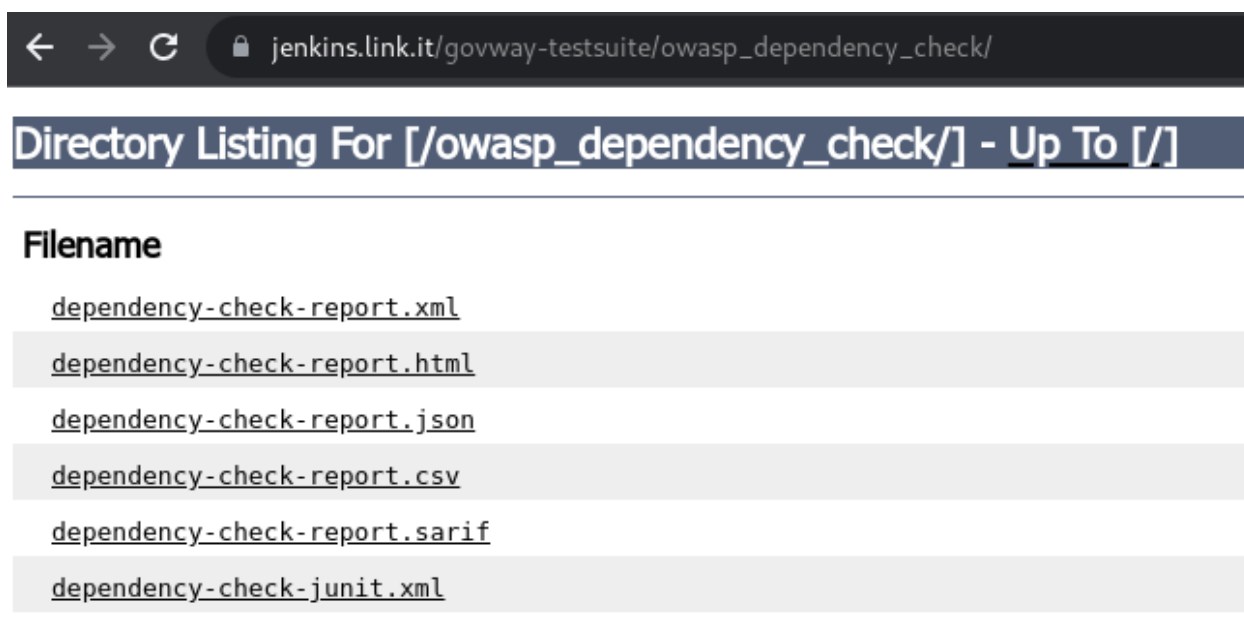 jenkins.link.it/govway-testsuite/owasp_dependency_check/
Directory Listing For [/owasp_dependency_check/] - Up To [/]
Filename
dependency-check-report.xml
dependency-check-report.html
dependency-check-report.json
dependency-check-report.csv
dependency-check-report.sarif
dependency-check-junit.xml